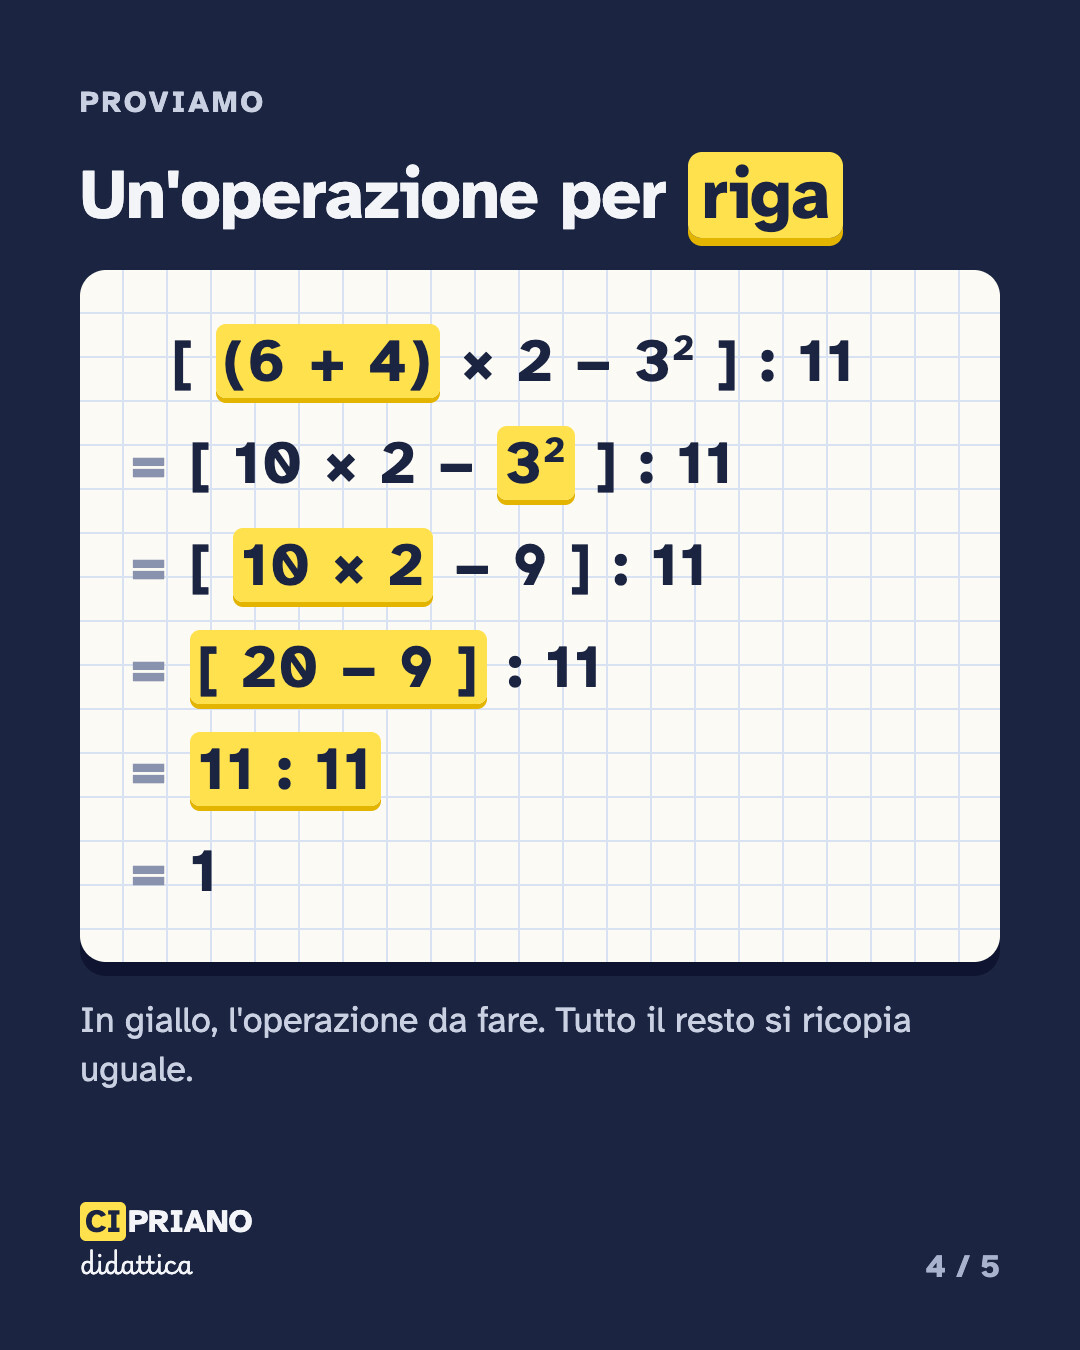 PROVIAMO
Un'operazione per riga
[ (6 + 4) × 2 – 3² ] : 11
= [ 10 × 2 – 3² ] : 11
= [ 10 × 2 – 9 ] : 11
= [ 20 – 9 ] : 11
= 11 : 11
= 1
In giallo, l'operazione da fare. Tutto il resto si ricopia
uguale.
CIPRIANO
didattica
4 / 5